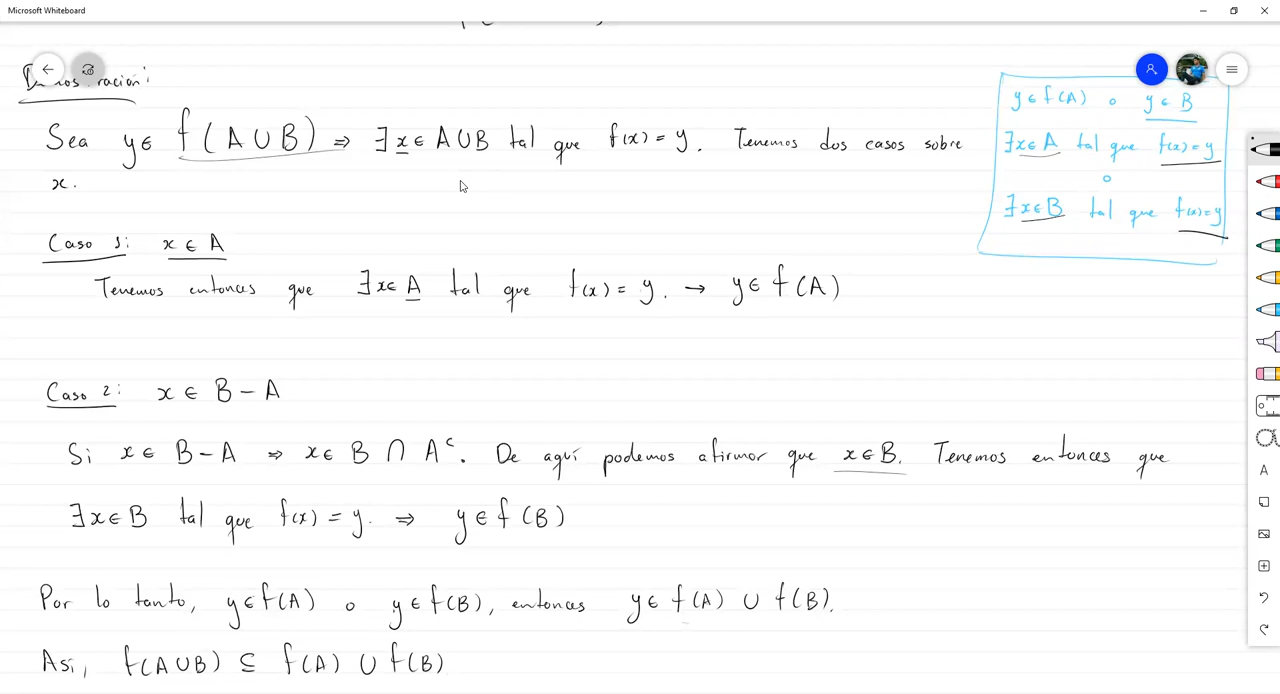 Microsoft Whiteboard
Sea y ∈ f(A ∪ B) ⇒ ∃ x ∈ A ∪ B tal que f(x) = y. Tenemos dos casos sobre
x.
Caso 1: x ∈ A
Tenemos entonces que ∃ x ∈ A tal que f(x) = y. → y ∈ f(A)
Caso 2: x ∈ B − A
Si x ∈ B − A ⇒ x ∈ B ∩ Aᶜ. De aquí podemos afirmar que x ∈ B. Tenemos entonces que
∃ x ∈ B tal que f(x) = y. ⇒ y ∈ f(B)
Por lo tanto, y ∈ f(A) o y ∈ f(B), entonces y ∈ f(A) ∪ f(B).
Asi, f(A ∪ B) ⊆ f(A) ∪ f(B)
y ∈ f(A) o y ∈ B
∃ x ∈ A tal que f(x) = y
o
∃ x ∈ B tal que f(x) = y
A